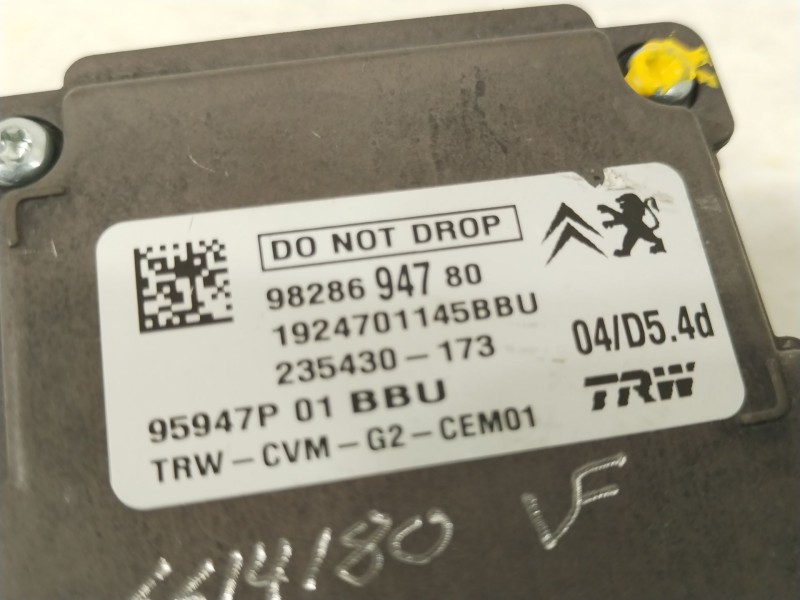 DO NOT DROP
98286 947 80
1924701145BBU
235430-173
04/D5.4d
95947P 01 BBU
TRW
TRW-CVM-G2-CEM01
14180 VF